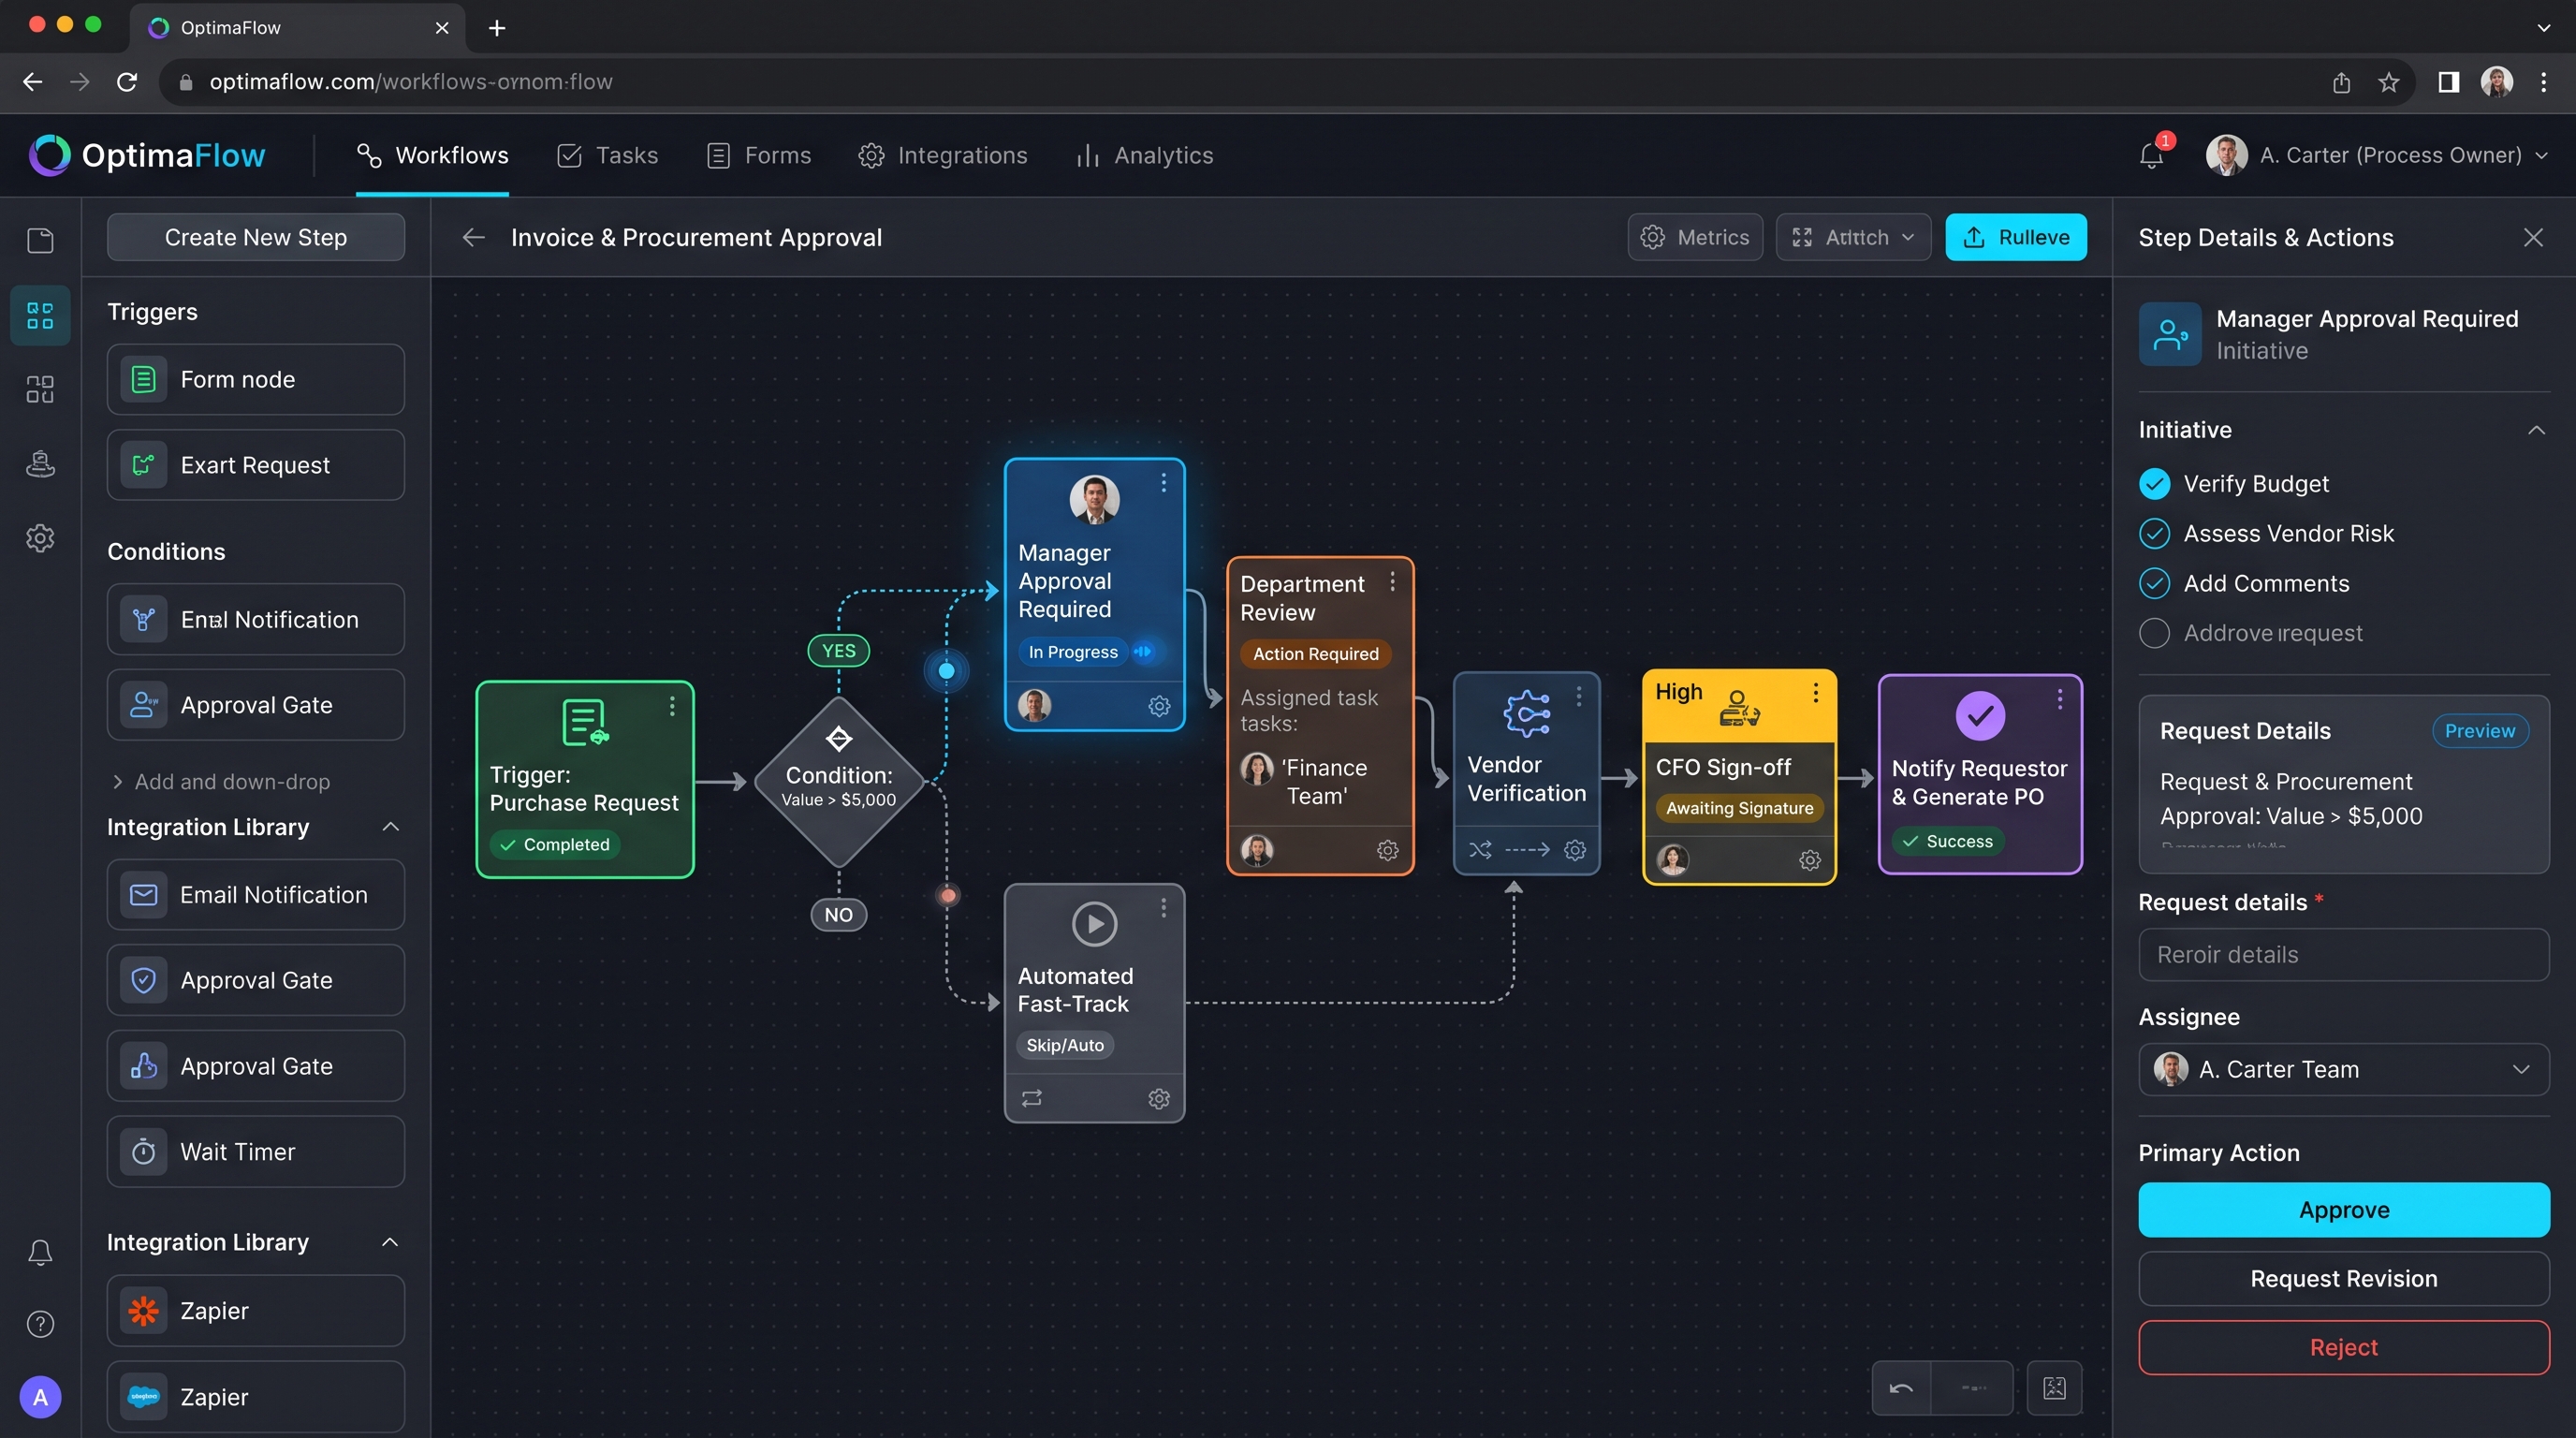 OptimaFlow
optimaflow.com/workflows-ornom:flow
OptimaFlow
Workflows
Tasks
Forms
Integrations
Analytics
1
A. Carter (Process Owner)
Create New Step
Triggers
Form node
Exart Request
Conditions
Notification
Approval Gate
Add and down-drop
Integration Library
Email Notification
Approval Gate
Approval Gate
Wait Timer
Integration Library
Zapier
Zapier
A
Invoice & Procurement Approval
Metrics
Atltch
Rulleve
Trigger:
Purchase Request
Completed
YES
Condition:
Value > $5,000
NO
Manager
Approval
Required
In Progress
Automated
Fast-Track
Skip/Auto
Department
Review
Action Required
Assigned task
tasks:
'Finance
Team'
Vendor
Verification
High
CFO Sign-off
Awaiting Signature
Notify Requestor
& Generate PO
Success
Step Details & Actions
Manager Approval Required
Initiative
Initiative
Verify Budget
Assess Vendor Risk
Add Comments
Addrove request
Request Details
Preview
Request & Procurement
Approval: Value > $5,000
Request details *
Reroir details
Assignee
A. Carter Team
Primary Action
Approve
Request Revision
Reject